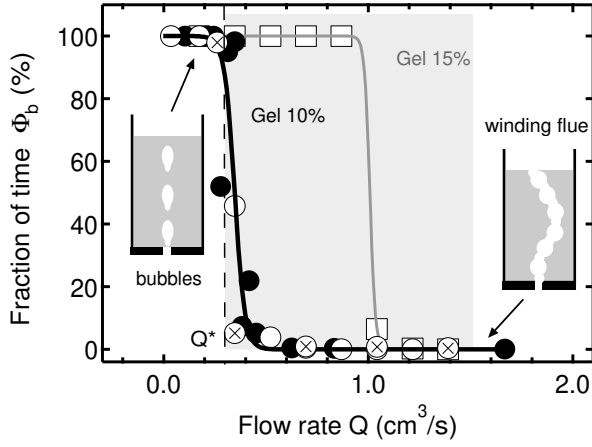 Fraction of time Φb (%)
100
80
60
40
20
0
Gel 15%
Gel 10%
winding flue
bubbles
Q*
0.0
1.0
2.0
Flow rate Q (cm³/s)